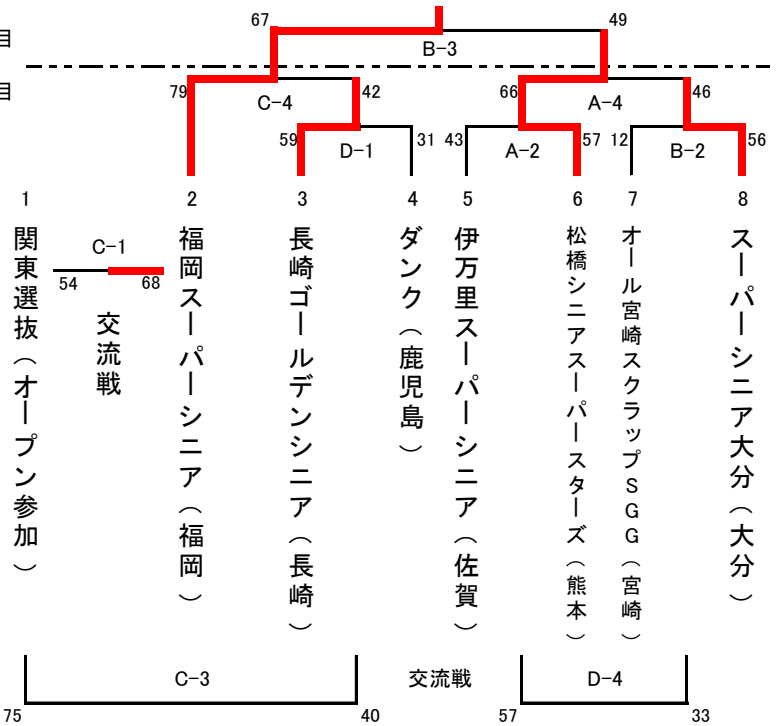 67
49
目
B-3
目
79
C-4
42
66
A-4
46
59
D-1
31
43
A-2
57
12
B-2
56
1
2
3
4
5
6
7
8
関東選抜（オープン参加）
C-1
54
68
交流戦
福岡スーパーシニア（福岡）
長崎ゴールデンシニア（長崎）
ダンク（鹿児島）
伊万里スーパーシニア（佐賀）
松橋シニアスーパースターズ（熊本）
オール宮崎スクラップSGG（宮崎）
スーパーシニア大分（大分）
C-3
交流戦
D-4
75
40
57
33